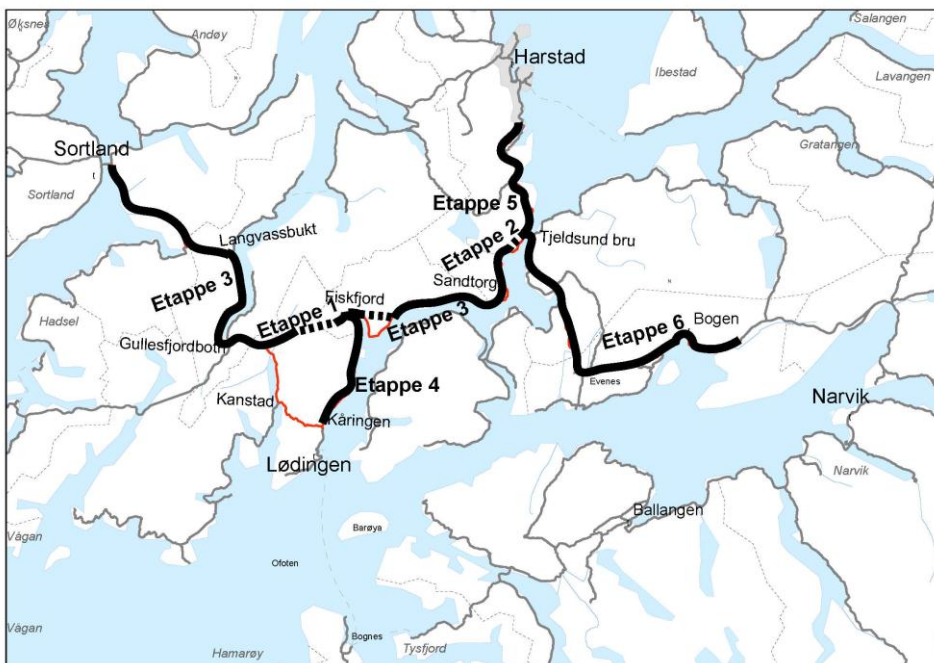 Øksnes
Andøy
Salangen
Harstad
Ibestad
Lavangen
Sortland
Gratangen
Sortland
Etappe 5
Langvassbukt
Etappe 2
Tjeldsund bru
Etappe 3
Sandtorg
Fiskfjord
Etappe 1
Etappe 3
Hadsel
Gullesfjordbotn
Etappe 6
Bogen
Etappe 4
Evenes
Kanstad
Narvik
Kåringen
Lødingen
Narvik
Ballangen
Barøya
Vågan
Ofoten
Vågan
Bognes
Tysfjord
Hamarøy